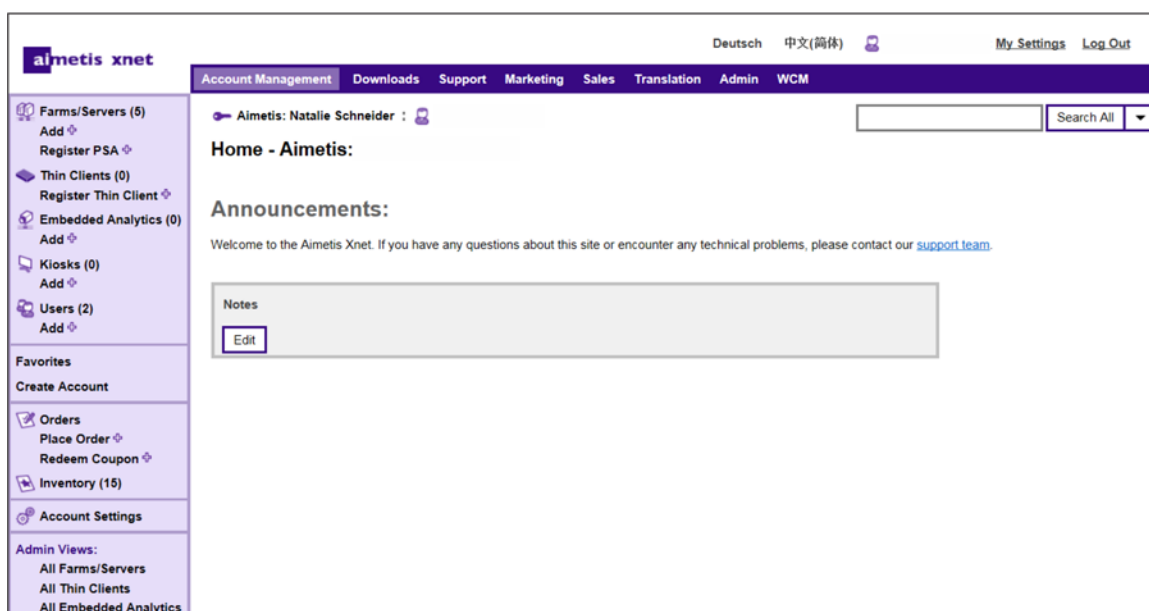 aimetis xnet
Deutsch 中文(简体) My Settings Log Out
Account Management Downloads Support Marketing Sales Translation Admin WCM
Farms/Servers (5)
Add
Register PSA
Thin Clients (0)
Register Thin Client
Embedded Analytics (0)
Add
Kiosks (0)
Add
Users (2)
Add
Favorites
Create Account
Orders
Place Order
Redeem Coupon
Inventory (15)
Account Settings
Admin Views:
All Farms/Servers
All Thin Clients
All Embedded Analytics
Aimetis: Natalie Schneider :
Search All
Home - Aimetis:
Announcements:
Welcome to the Aimetis Xnet. If you have any questions about this site or encounter any technical problems, please contact our support team.
Notes
Edit